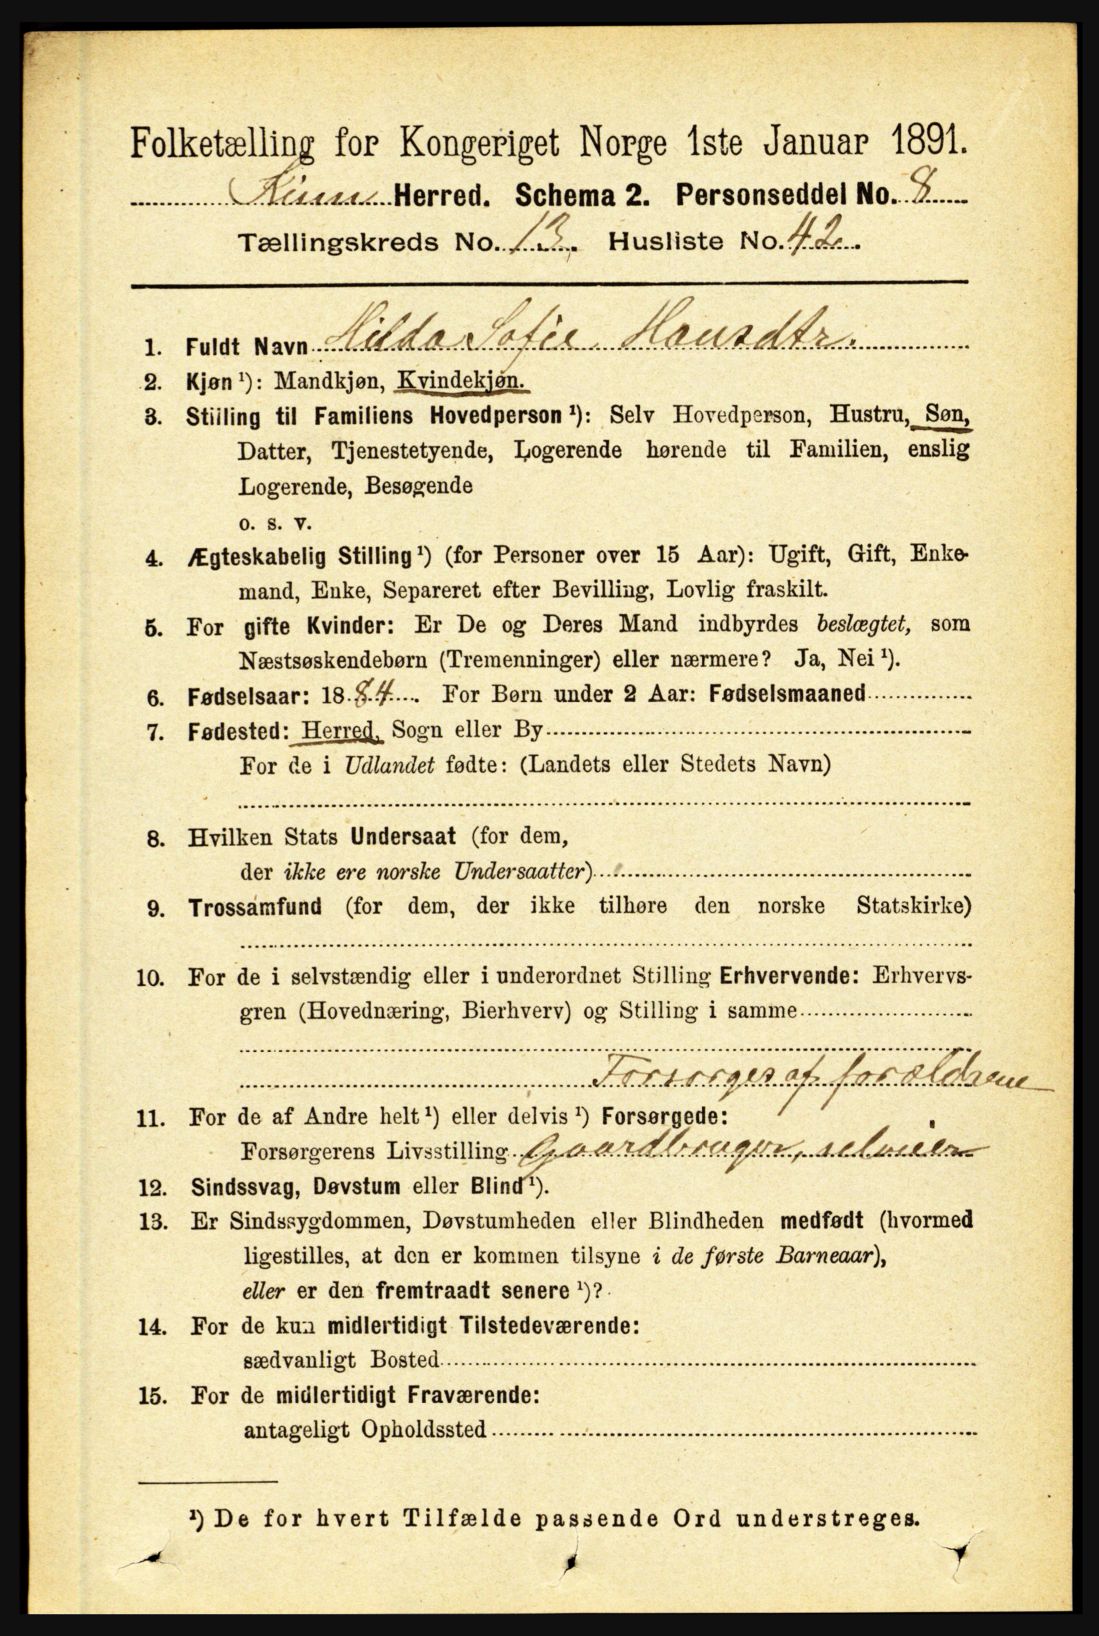 Folketælling for Kongeriget Norge 1ste Januar 1891.
Kinn Herred. Schema 2. Personseddel No. 8
Tællingskreds No. 13. Husliste No. 42.
1. Fuldt Navn Hilda Sofie Hansdtr.
2. Kjøn ¹): Mandkjøn, Kvindekjøn.
3. Stilling til Familiens Hovedperson ¹): Selv Hovedperson, Hustru, Søn,
Datter, Tjenestetyende, Logerende hørende til Familien, enslig
Logerende, Besøgende
o. s. v.
4. Ægteskabelig Stilling ¹) (for Personer over 15 Aar): Ugift, Gift, Enke-
mand, Enke, Separeret efter Bevilling, Lovlig fraskilt.
5. For gifte Kvinder: Er De og Deres Mand indbyrdes beslægtet, som
Næstsøskendebørn (Tremenninger) eller nærmere? Ja, Nei ¹).
6. Fødselsaar: 1884. For Børn under 2 Aar: Fødselsmaaned
7. Fødested: Herred, Sogn eller By
For de i Udlandet fødte: (Landets eller Stedets Navn)
8. Hvilken Stats Undersaat (for dem,
der ikke ere norske Undersaatter)
9. Trossamfund (for dem, der ikke tilhøre den norske Statskirke)
10. For de i selvstændig eller i underordnet Stilling Erhvervende: Erhvervs-
gren (Hovednæring, Bierhverv) og Stilling i samme
Forsorges af forældrene
11. For de af Andre helt ¹) eller delvis ¹) Forsørgede:
Forsørgerens Livsstilling Gaardbruger, selveier
12. Sindssvag, Døvstum eller Blind ¹).
13. Er Sindssygdommen, Døvstumheden eller Blindheden medfødt (hvormed
ligestilles, at den er kommen tilsyne i de første Barneaar),
eller er den fremtraadt senere ¹)?
14. For de kun midlertidigt Tilstedeværende:
sædvanligt Bosted
15. For de midlertidigt Fraværende:
antageligt Opholdssted
¹) De for hvert Tilfælde passende Ord understreges.